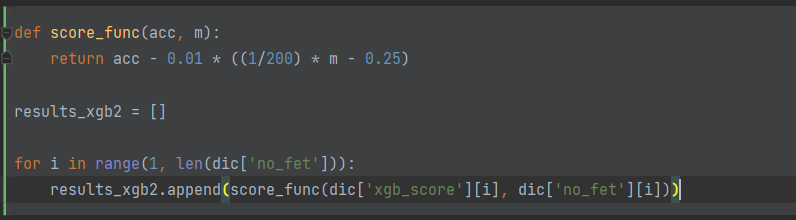 def score_func(acc, m):
    return acc - 0.01 * ((1/200) * m - 0.25)
results_xgb2 = []
for i in range(1, len(dic['no_fet'])):
    results_xgb2.append(score_func(dic['xgb_score'][i], dic['no_fet'][i]))